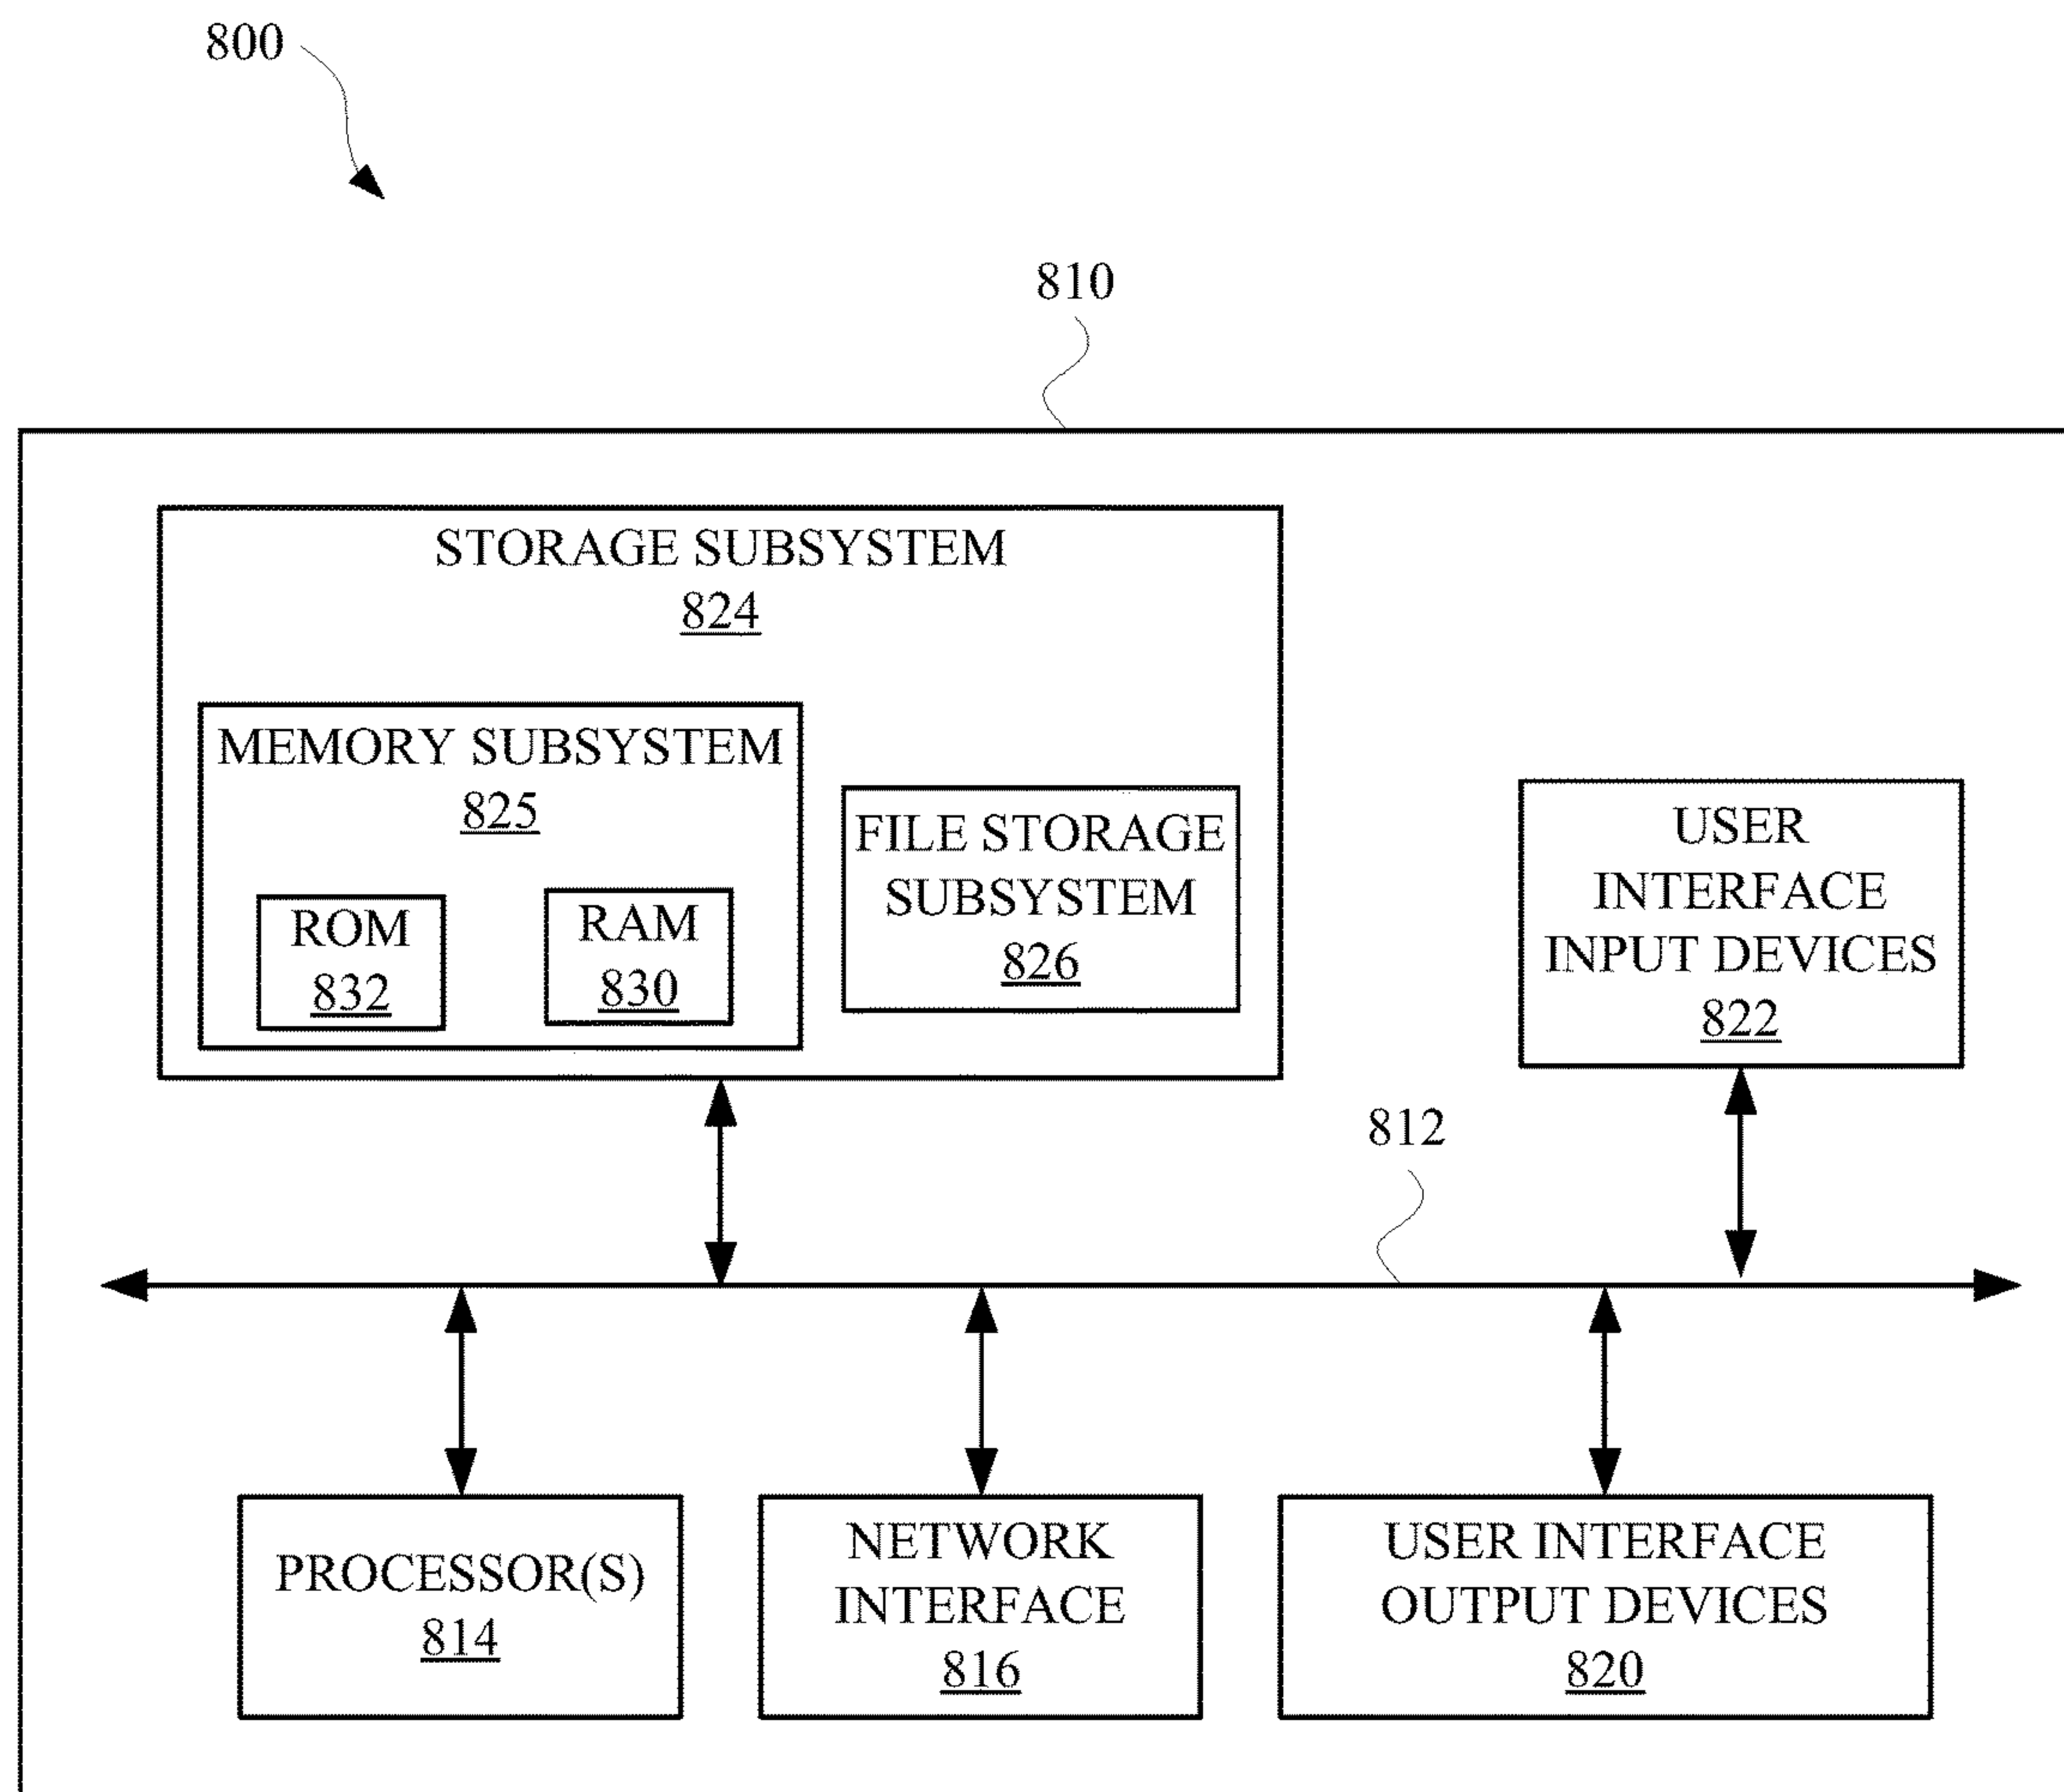 800
810
STORAGE SUBSYSTEM
824
MEMORY SUBSYSTEM
825
ROM
832
RAM
830
FILE STORAGE
SUBSYSTEM
826
USER
INTERFACE
INPUT DEVICES
822
812
PROCESSOR(S)
814
NETWORK
INTERFACE
816
USER INTERFACE
OUTPUT DEVICES
820